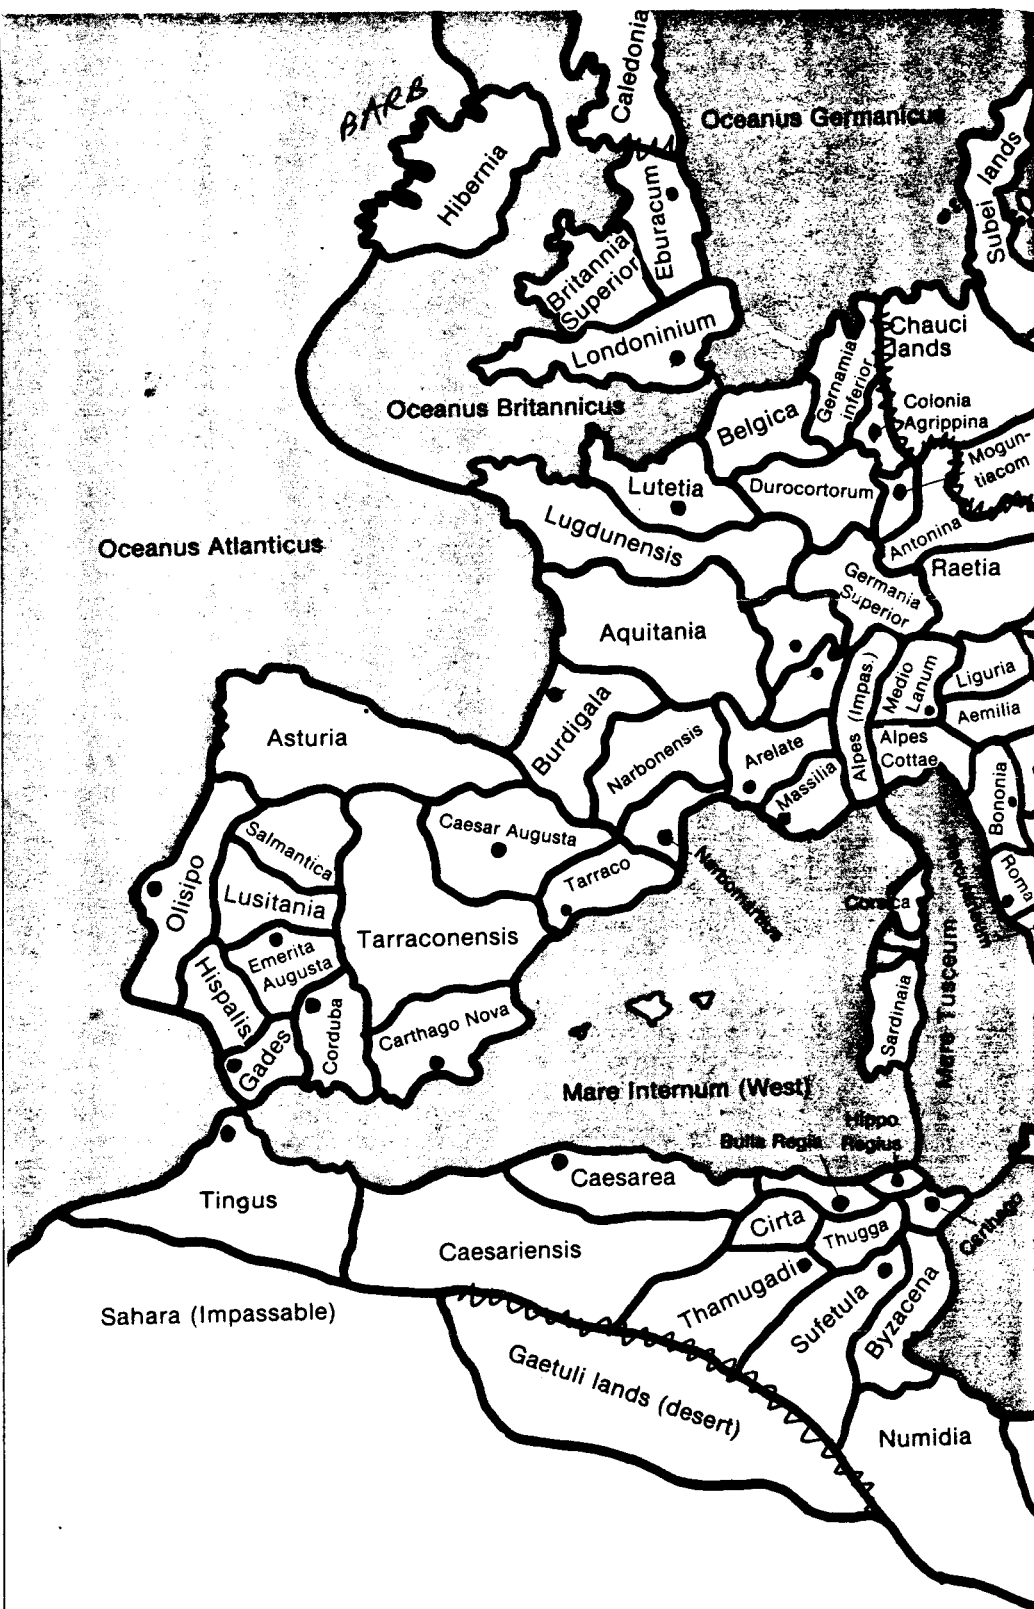 BARB
Caledonia
Oceanus Germanicus
Hibernia
Subei lands
Eburacum
Britannia
Superior
Londoninium
Chauci
lands
Gernamia
inferior
Oceanus Britannicus
Belgica
Colonia
Agrippina
Mogun-
tiacom
Lutetia
Durocortorum
Lugdunensis
Antonina
Oceanus Atlanticus
Raetia
Germania
Superior
Aquitania
Alpes (Impas.)
Medio
Lanum
Liguria
Aemilia
Burdigala
Asturia
Narbonensis
Arelate
Alpes
Cottae
Massilia
Bononia
Caesar Augusta
Salmantica
Olisipo
Tarraco
Narbomartius
Roma
Lusitania
Corsica
Tarraconensis
Emerita
Augusta
Hispalis
Mare Tusceum
Sardinaia
Corduba
Carthago Nova
Gades
Mare Internum (West)
Hippo
Regius
Bulla Regia
Caesarea
Tingus
Cirta
Thugga
Carthago
Caesariensis
Thamugadi
Sufetula
Byzacena
Sahara (Impassable)
Gaetuli lands (desert)
Numidia